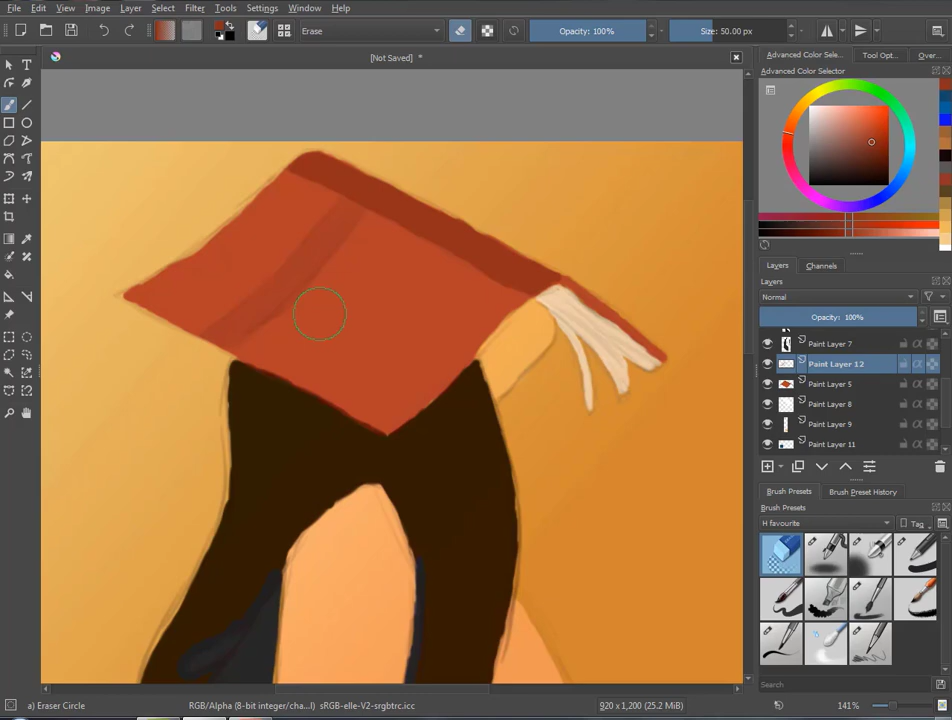 File Edit View Image Layer Select Filter Tools Settings Window Help
Erase Opacity: 100% Size: 50.00 px
[Not Saved] *
Advanced Color Sele... Tool Opt... Over...
Advanced Color Selector
Layers Channels
Layers
Normal
Opacity: 100%
Paint Layer 7
Paint Layer 12
Paint Layer 5
Paint Layer 8
Paint Layer 9
Paint Layer 11
Brush Presets Brush Preset History
Brush Presets
H favourite Tag
Search
a) Eraser Circle RGB/Alpha (8-bit integer/cha...l) sRGB-elle-V2-srgbtrc.icc 920 x 1,200 (25.2 MiB) 141%